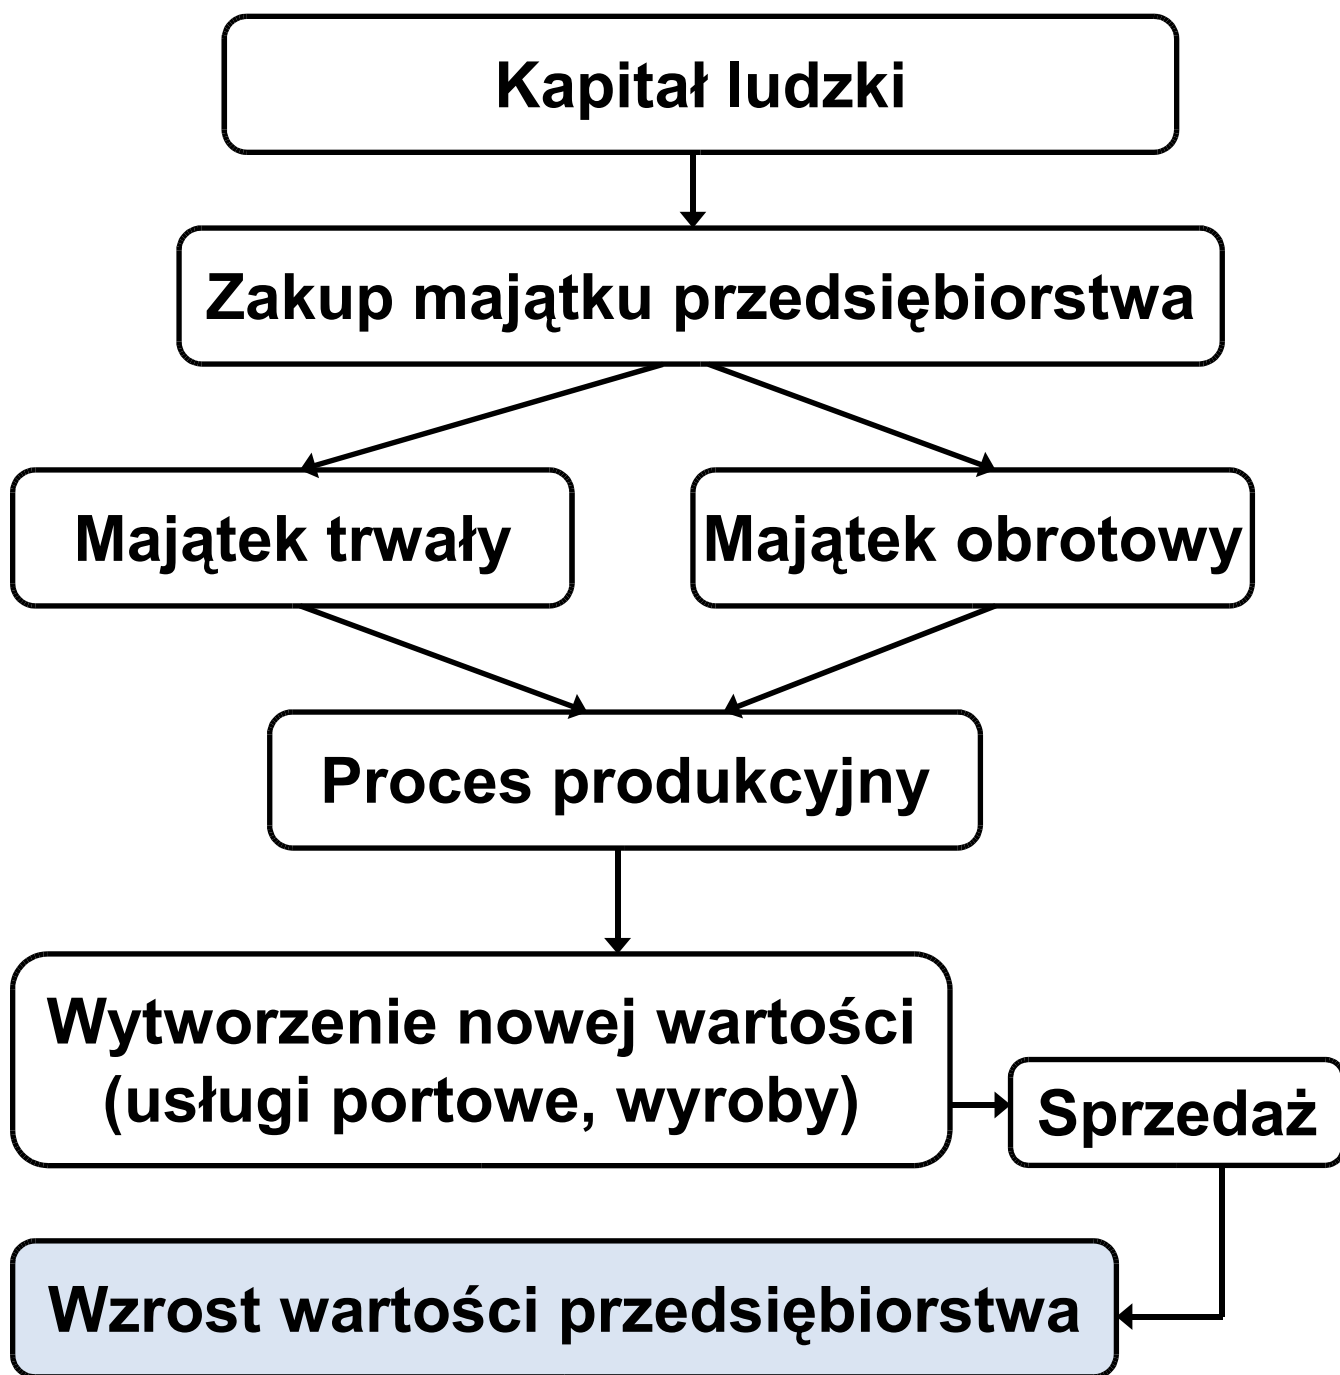 Kapitał ludzki
Zakup majątku przedsiębiorstwa
Majątek trwały
Majątek obrotowy
Proces produkcyjny
Wytworzenie nowej wartości
(usługi portowe, wyroby)
Sprzedaż
Wzrost wartości przedsiębiorstwa